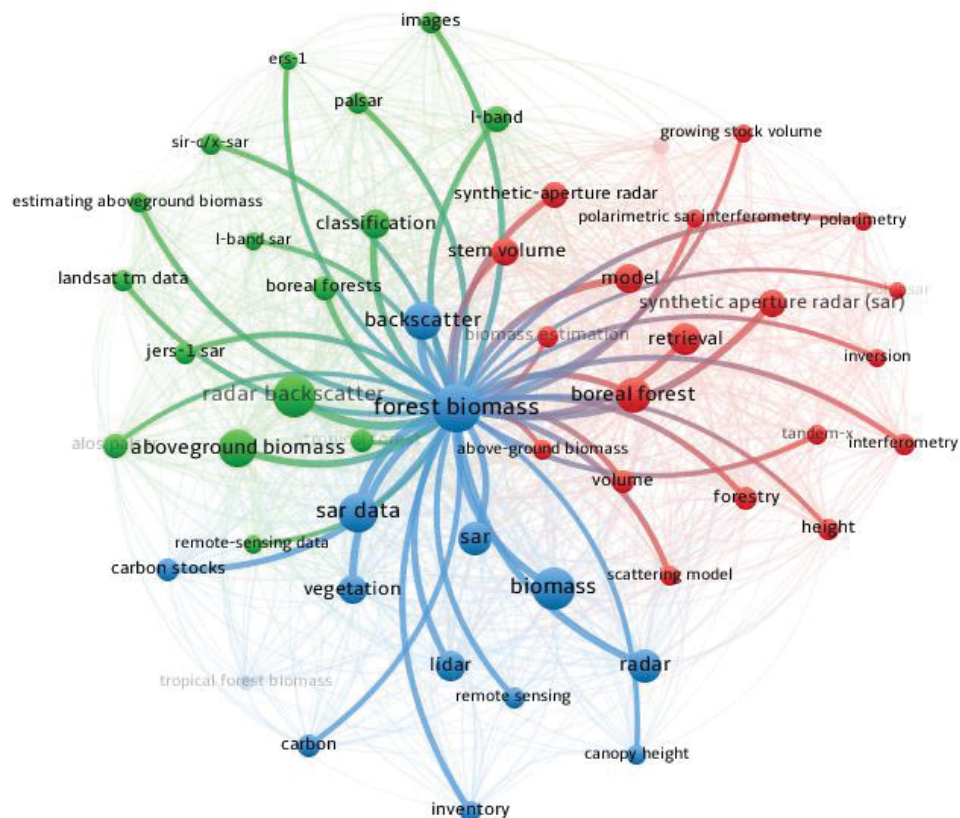 images
ers-1
palsar
l-band
growing stock volume
sir-c/x-sar
synthetic-aperture radar
estimating aboveground biomass
classification
polarimetric sar interferometry
polarimetry
l-band sar
stem volume
landsat tm data
boreal forests
model
synthetic aperture radar (sar)
backscatter
biomass estimation
retrieval
jers-1 sar
inversion
radar backscatter
boreal forest
forest biomass
tandem-x
alos palsar
aboveground biomass
above-ground biomass
interferometry
volume
forestry
sar data
height
sar
remote-sensing data
carbon stocks
scattering model
vegetation
biomass
lidar
radar
tropical forest biomass
remote sensing
carbon
canopy height
inventory